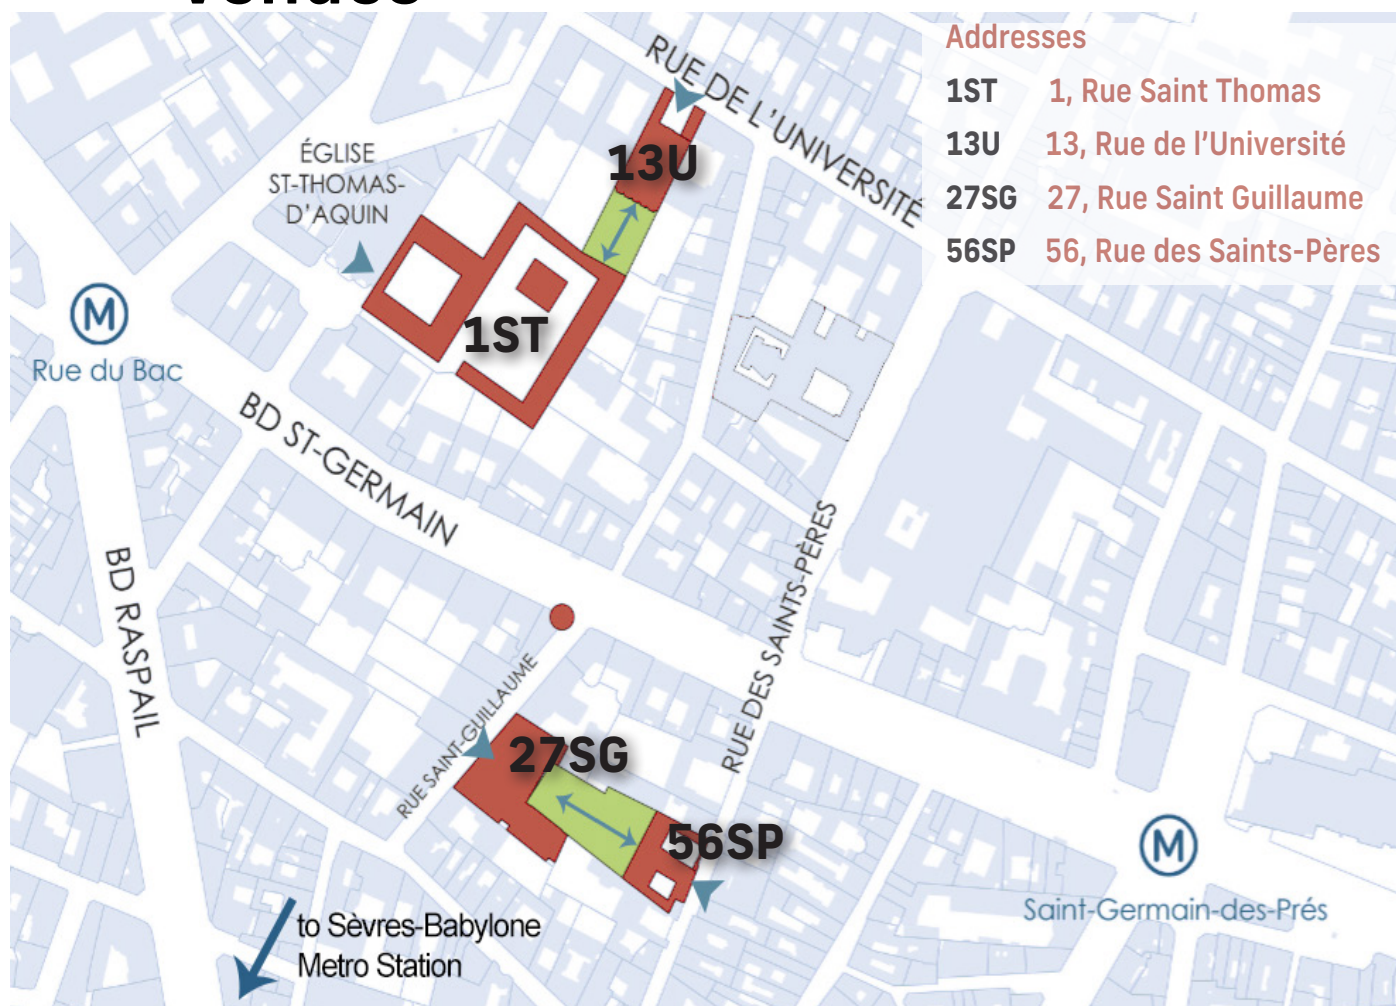 Venues
Addresses
1ST 1, Rue Saint Thomas
13U 13, Rue de l'Université
27SG 27, Rue Saint Guillaume
56SP 56, Rue des Saints-Pères
RUE DE L'UNIVERSITÉ
13U
ÉGLISE
ST-THOMAS-
D'AQUIN
1ST
M
Rue du Bac
BD ST-GERMAIN
BD RASPAIL
RUE DES SAINTS-PÈRES
RUE SAINT-GUILLAUME
27SG
56SP
M
Saint-Germain-des-Prés
to Sèvres-Babylone
Metro Station